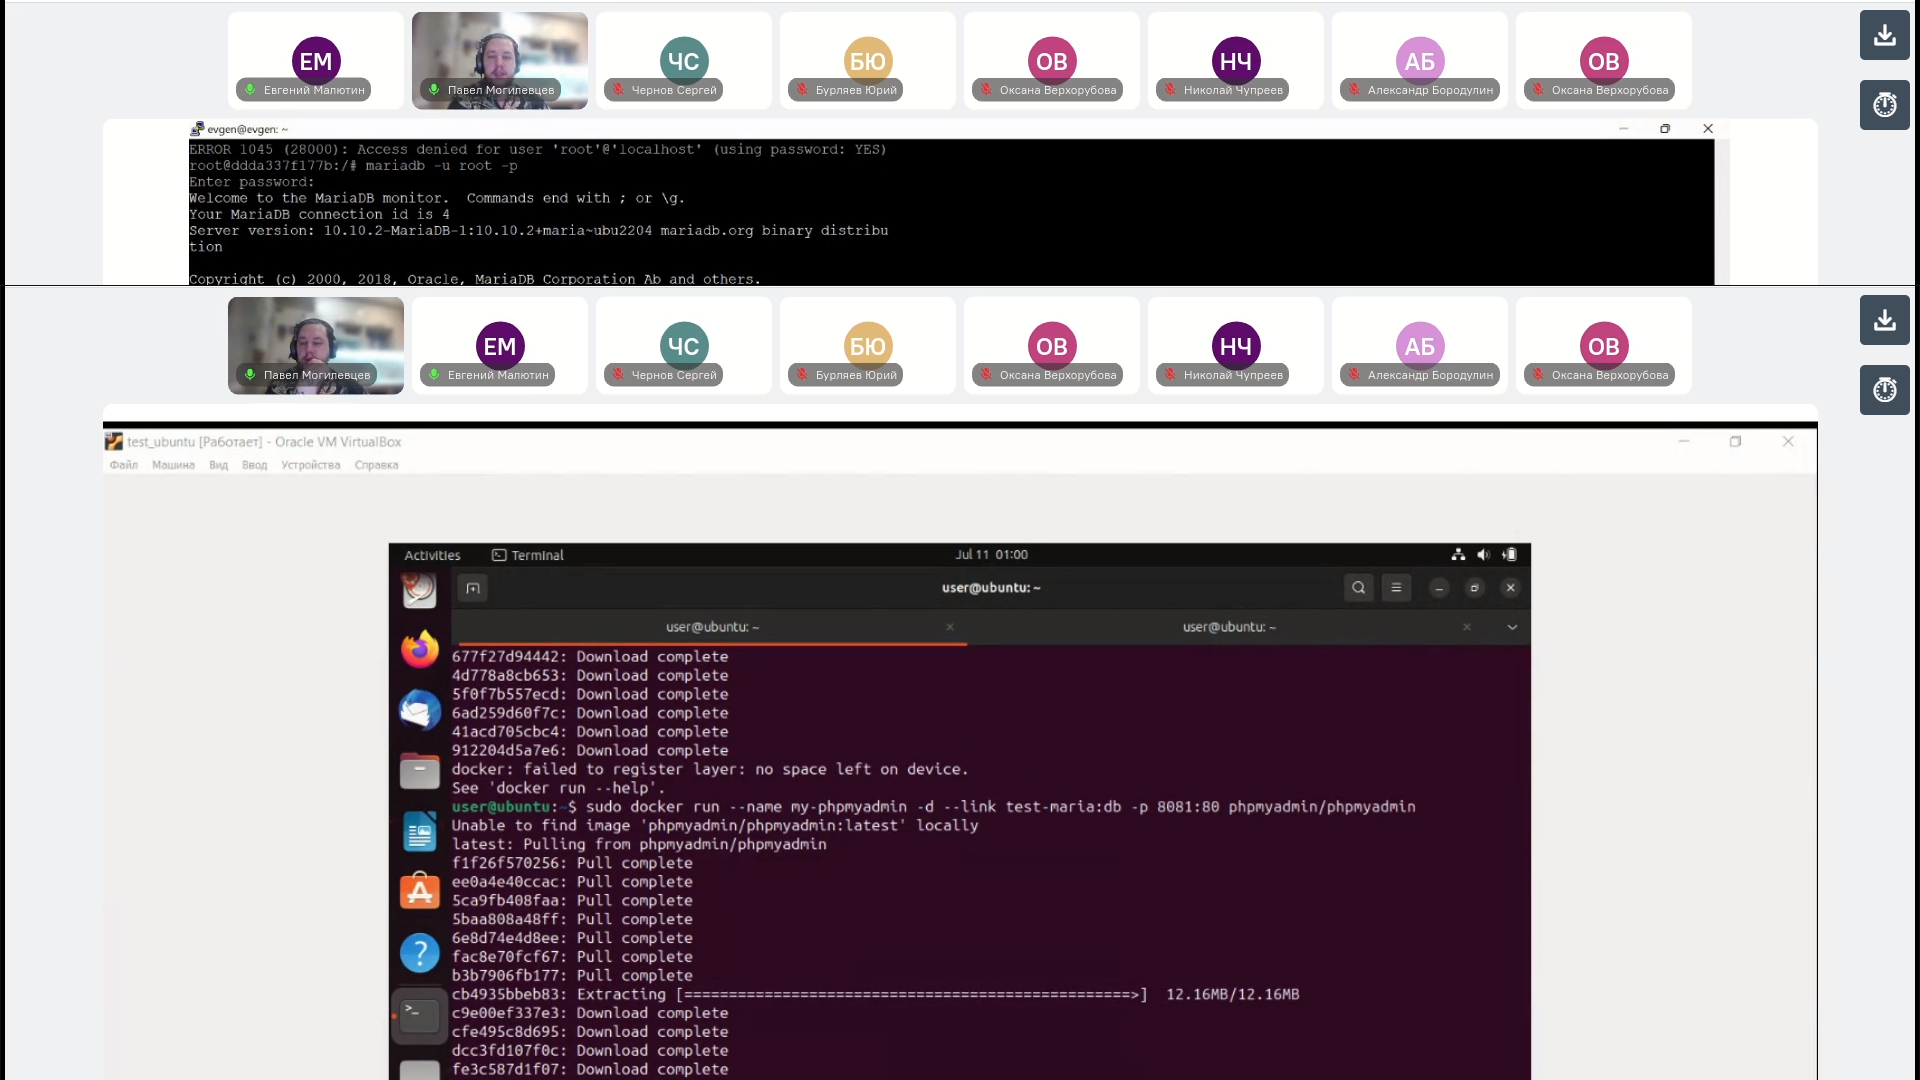 ЕМ
Евгений Малютин
Павел Могилевцев
ЧС
Чернов Сергей
БЮ
Бурляев Юрий
ОВ
Оксана Верхорубова
НЧ
Николай Чупреев
АБ
Александр Бородулин
ОВ
Оксана Верхорубова
evgen@evgen: ~
ERROR 1045 (28000): Access denied for user 'root'@'localhost' (using password: YES)
root@ddda337f177b:/# mariadb -u root -p
Enter password:
Welcome to the MariaDB monitor.  Commands end with ; or \g.
Your MariaDB connection id is 4
Server version: 10.10.2-MariaDB-1:10.10.2+maria~ubu2204 mariadb.org binary distribu
tion
Copyright (c) 2000, 2018, Oracle, MariaDB Corporation Ab and others.
Павел Могилевцев
ЕМ
Евгений Малютин
ЧС
Чернов Сергей
БЮ
Бурляев Юрий
ОВ
Оксана Верхорубова
НЧ
Николай Чупреев
АБ
Александр Бородулин
ОВ
Оксана Верхорубова
test_ubuntu [Работает] - Oracle VM VirtualBox
Файл Машина Вид Ввод Устройства Справка
Activities Terminal Jul 11 01:00
user@ubuntu: ~
user@ubuntu: ~ user@ubuntu: ~
677f27d94442: Download complete
4d778a8cb653: Download complete
5f0f7b557ecd: Download complete
6ad259d60f7c: Download complete
41acd705cbc4: Download complete
912204d5a7e6: Download complete
docker: failed to register layer: no space left on device.
See 'docker run --help'.
user@ubuntu:~$ sudo docker run --name my-phpmyadmin -d --link test-maria:db -p 8081:80 phpmyadmin/phpmyadmin
Unable to find image 'phpmyadmin/phpmyadmin:latest' locally
latest: Pulling from phpmyadmin/phpmyadmin
f1f26f570256: Pull complete
ee0a4e40ccac: Pull complete
5ca9fb408faa: Pull complete
5baa808a48ff: Pull complete
6e8d74e4d8ee: Pull complete
fac8e70fcf67: Pull complete
b3b7906fb177: Pull complete
cb4935bbeb83: Extracting [==================================================>]  12.16MB/12.16MB
c9e00ef337e3: Download complete
cfe495c8d695: Download complete
dcc3fd107f0c: Download complete
fe3c587d1f07: Download complete